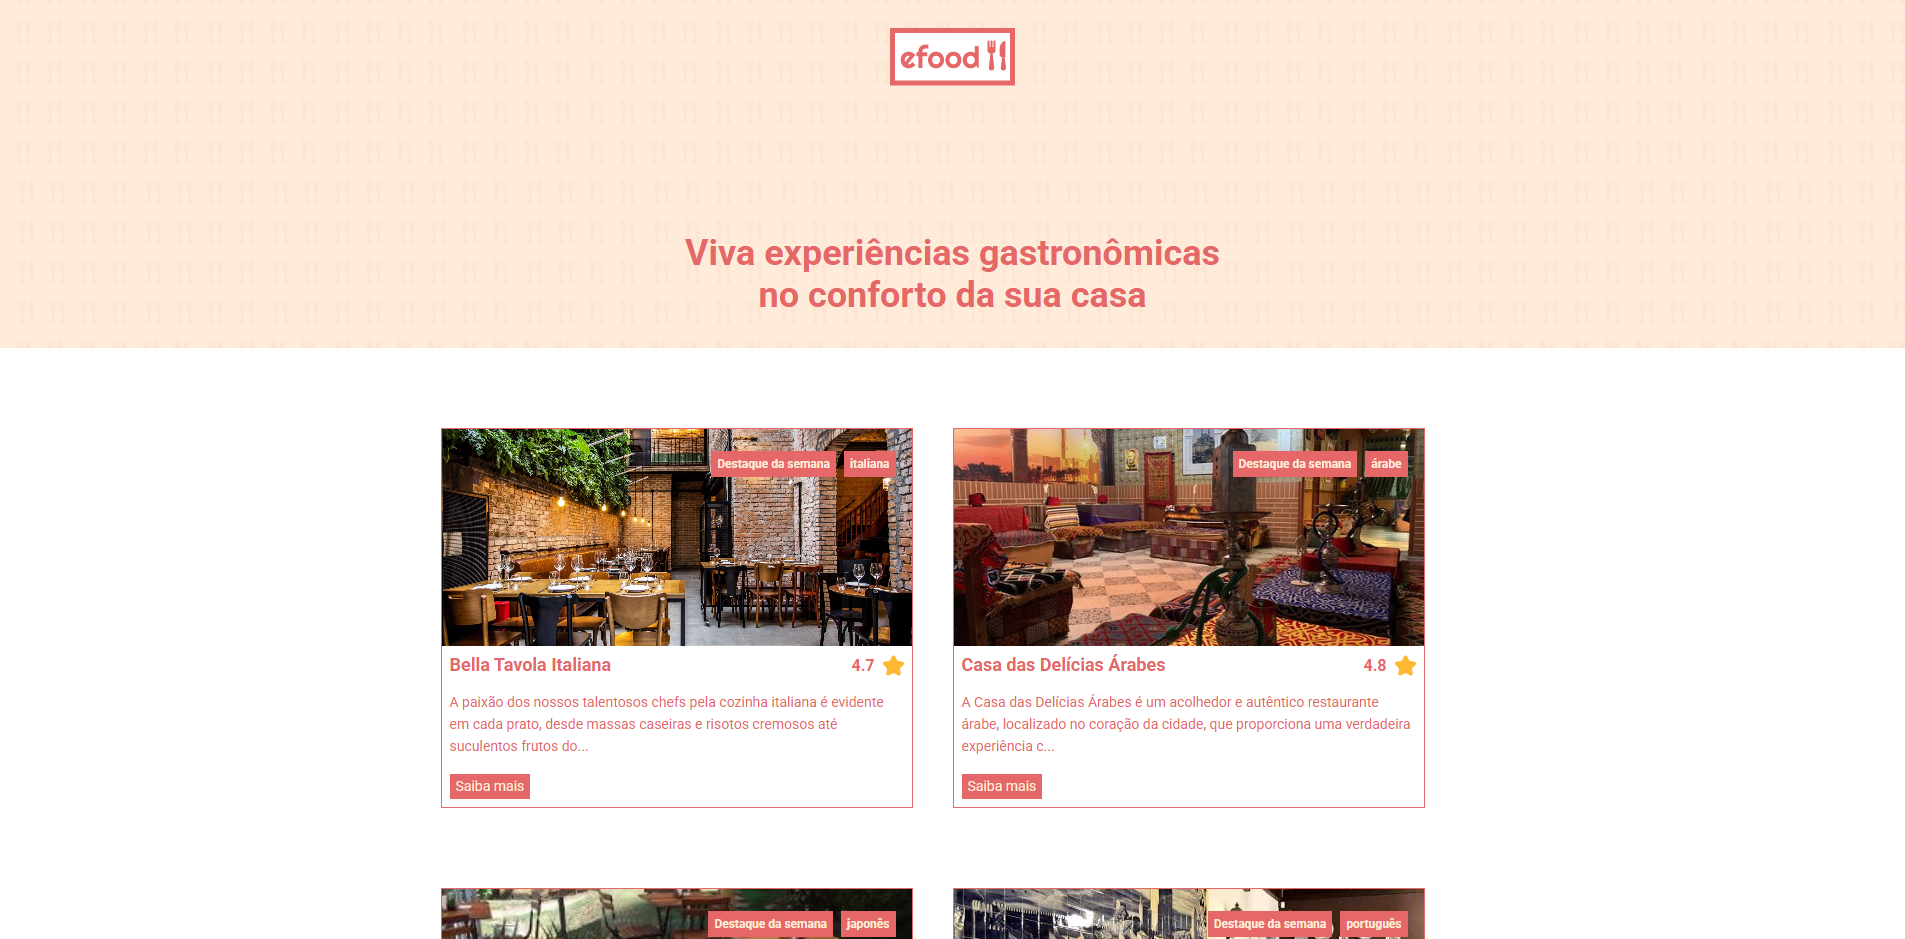 efood
Viva experiências gastronômicas
no conforto da sua casa
Destaque da semana italiana
Bella Tavola Italiana 4.7
A paixão dos nossos talentosos chefs pela cozinha italiana é evidente
em cada prato, desde massas caseiras e risotos cremosos até
suculentos frutos do...
Saiba mais
Destaque da semana árabe
Casa das Delícias Árabes 4.8
A Casa das Delícias Árabes é um acolhedor e autêntico restaurante
árabe, localizado no coração da cidade, que proporciona uma verdadeira
experiência c...
Saiba mais
Destaque da semana japonês
Destaque da semana português